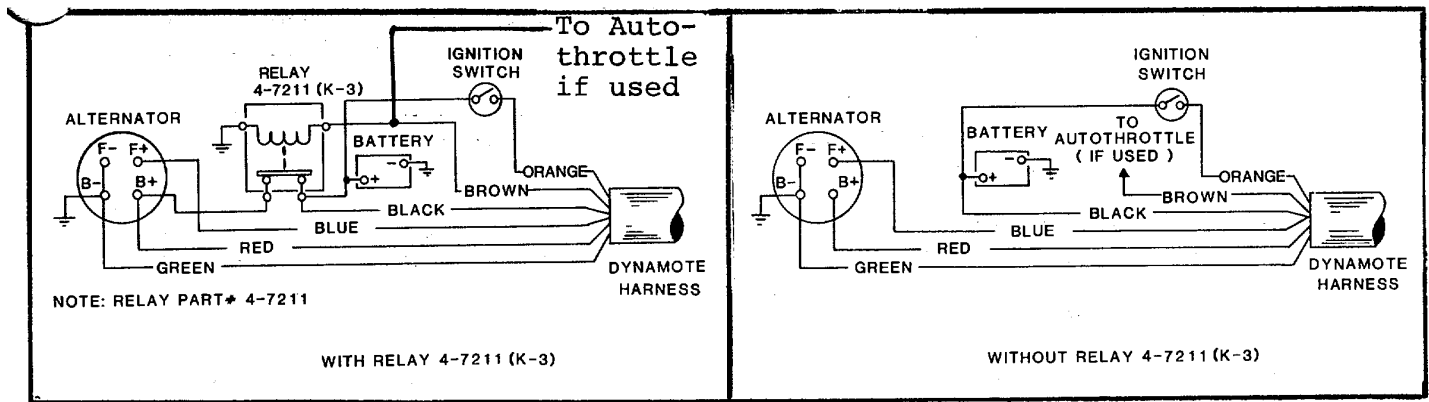 To Auto-
throttle
if used
IGNITION
SWITCH
RELAY
4-7211 (K-3)
ALTERNATOR
BATTERY
F- F+
B- B+
- +
ORANGE
BROWN
BLACK
BLUE
RED
GREEN
DYNAMOTE
HARNESS
NOTE: RELAY PART# 4-7211
WITH RELAY 4-7211 (K-3)
IGNITION
SWITCH
ALTERNATOR
BATTERY
TO
AUTOTHROTTLE
( IF USED )
F- F+
B- B+
- +
ORANGE
BROWN
BLACK
BLUE
RED
GREEN
DYNAMOTE
HARNESS
WITHOUT RELAY 4-7211 (K-3)